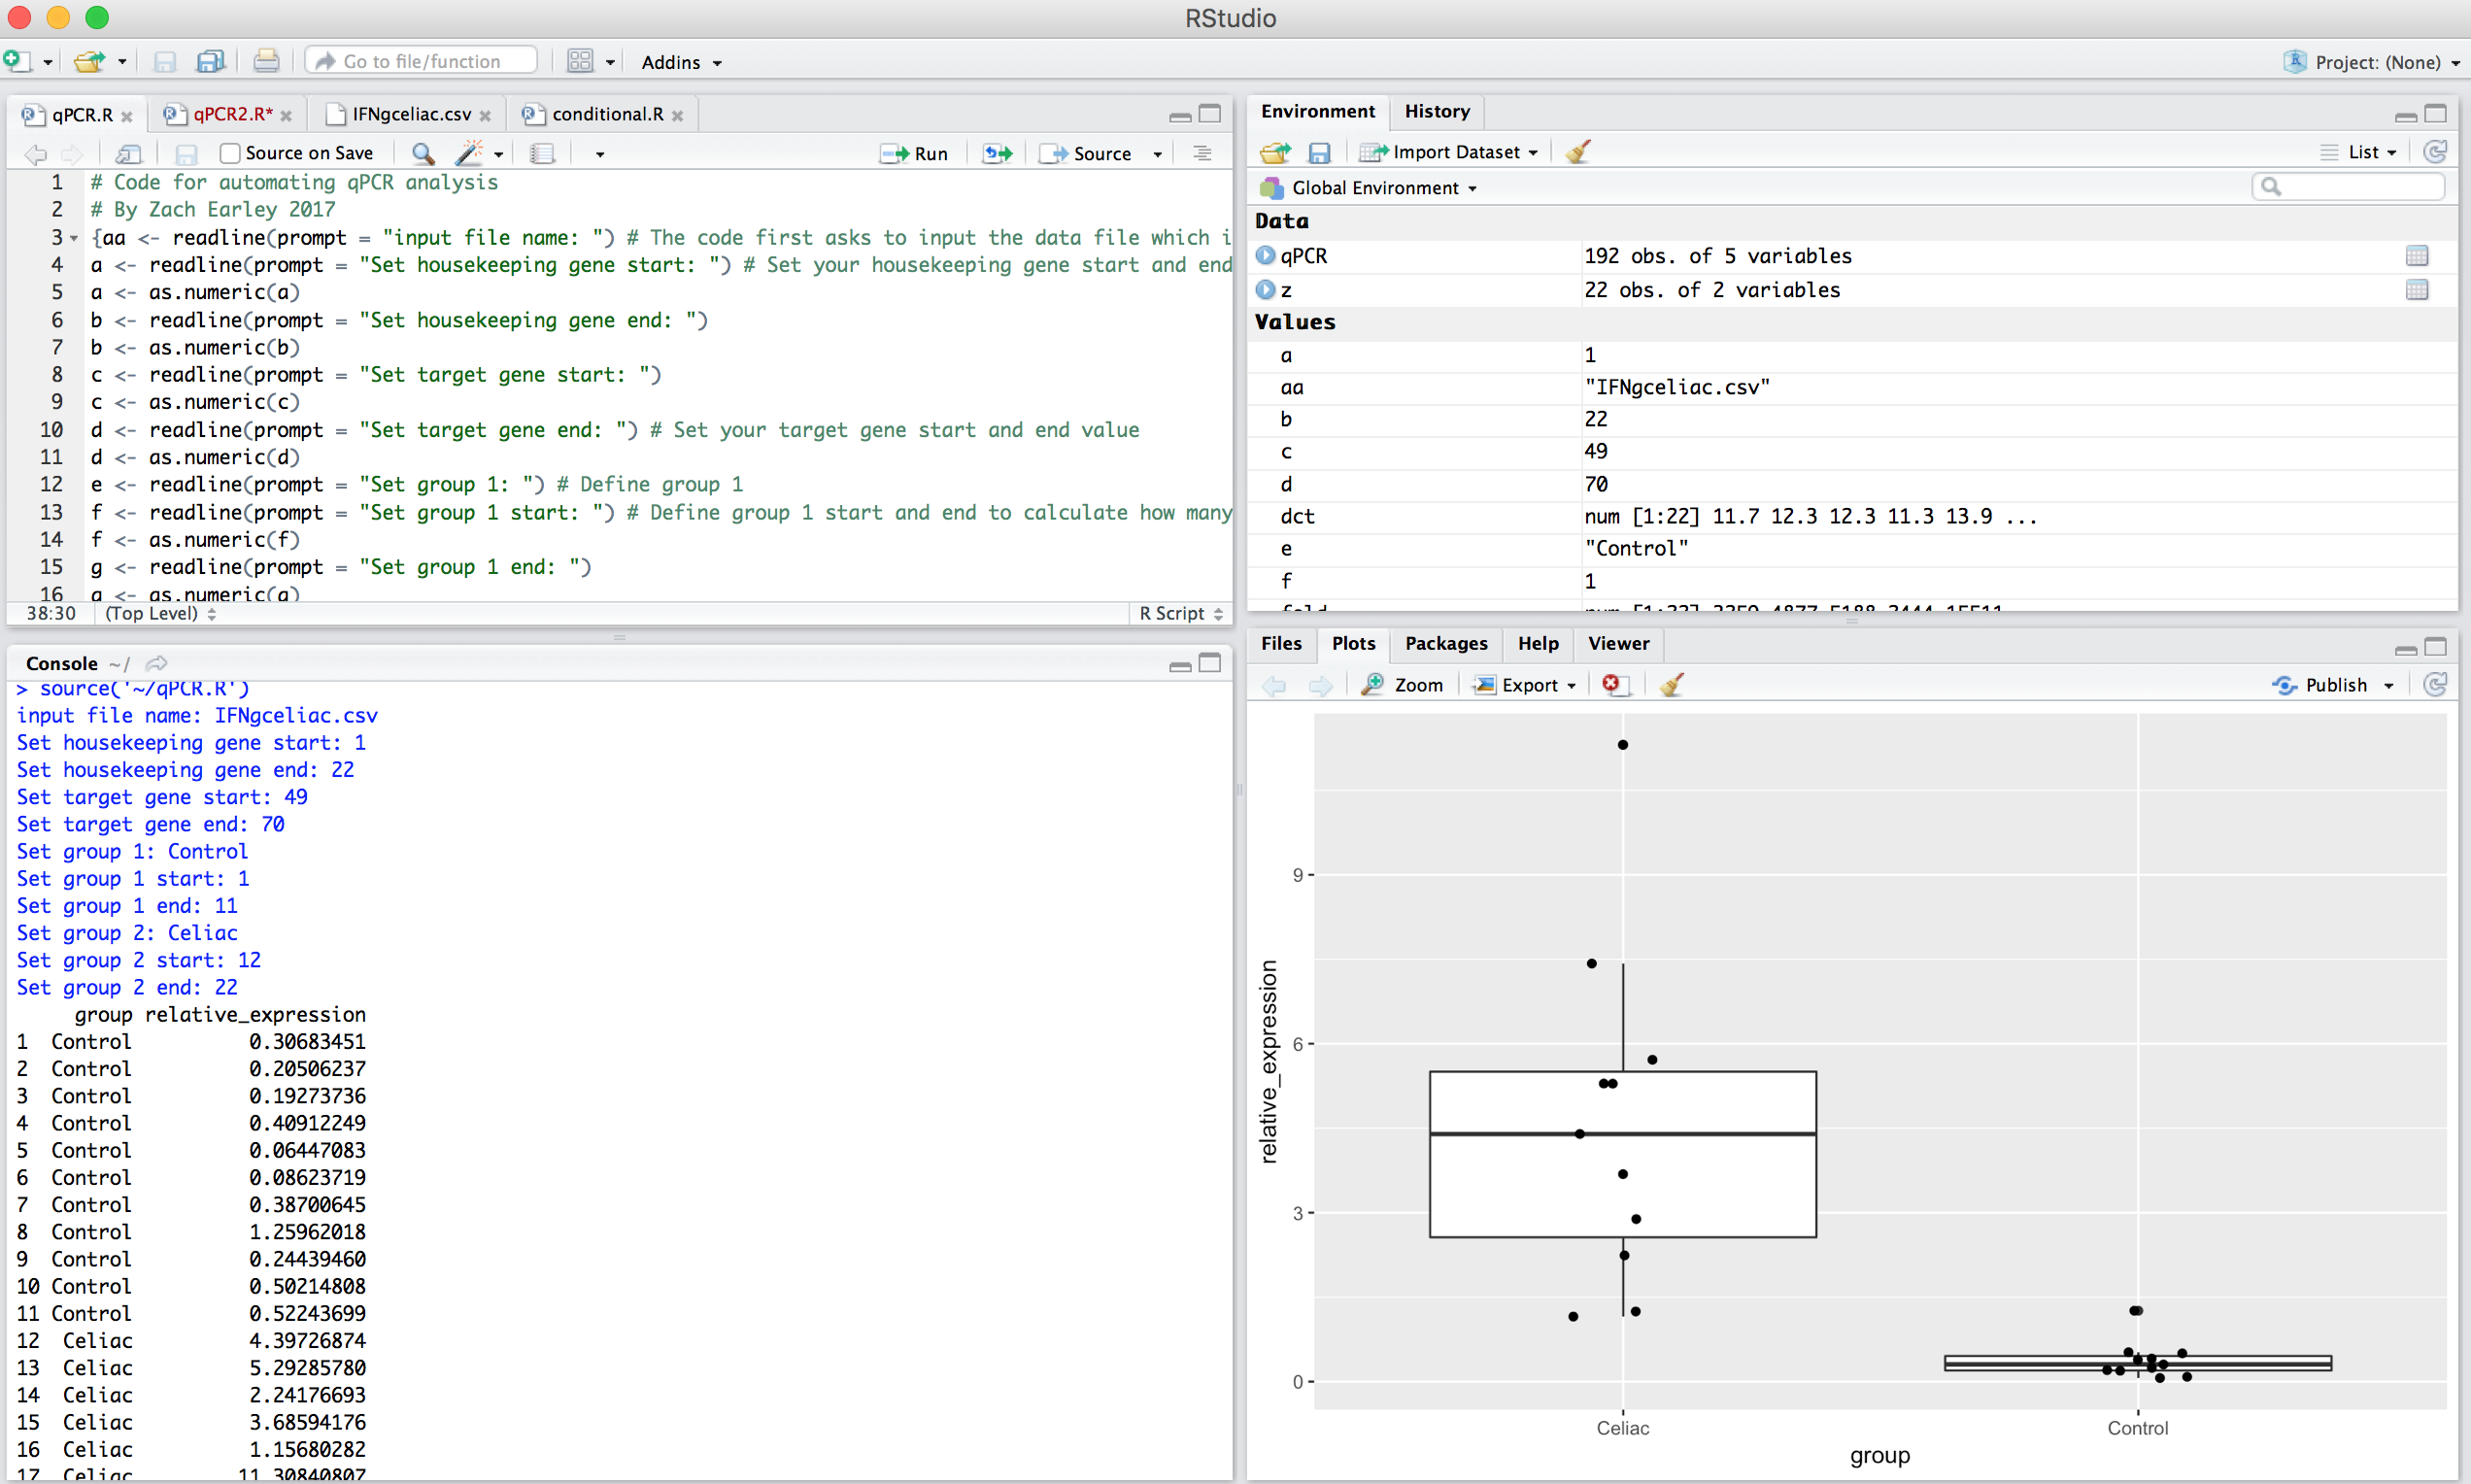 RStudio
Go to file/function
Addins
Project: (None)
qPCR.R
qPCR2.R*
IFNgceliac.csv
conditional.R
Source on Save
Run
Source
1 # Code for automating qPCR analysis
2 # By Zach Earley 2017
3 {aa <- readline(prompt = "input file name: ") # The code first asks to input the data file which i
4 a <- readline(prompt = "Set housekeeping gene start: ") # Set your housekeeping gene start and end
5 a <- as.numeric(a)
6 b <- readline(prompt = "Set housekeeping gene end: ")
7 b <- as.numeric(b)
8 c <- readline(prompt = "Set target gene start: ")
9 c <- as.numeric(c)
10 d <- readline(prompt = "Set target gene end: ") # Set your target gene start and end value
11 d <- as.numeric(d)
12 e <- readline(prompt = "Set group 1: ") # Define group 1
13 f <- readline(prompt = "Set group 1 start: ") # Define group 1 start and end to calculate how many
14 f <- as.numeric(f)
15 g <- readline(prompt = "Set group 1 end: ")
16 g <- as.numeric(g)
38:30 (Top Level) R Script
Console ~/
> source('~/qPCR.R')
input file name: IFNgceliac.csv
Set housekeeping gene start: 1
Set housekeeping gene end: 22
Set target gene start: 49
Set target gene end: 70
Set group 1: Control
Set group 1 start: 1
Set group 1 end: 11
Set group 2: Celiac
Set group 2 start: 12
Set group 2 end: 22
group relative_expression
1 Control 0.30683451
2 Control 0.20506237
3 Control 0.19273736
4 Control 0.40912249
5 Control 0.06447083
6 Control 0.08623719
7 Control 0.38700645
8 Control 1.25962018
9 Control 0.24439460
10 Control 0.50214808
11 Control 0.52243699
12 Celiac 4.39726874
13 Celiac 5.29285780
14 Celiac 2.24176693
15 Celiac 3.68594176
16 Celiac 1.15680282
17 Celiac 11.30840807
Environment History
Import Dataset List
Global Environment
Data
qPCR 192 obs. of 5 variables
z 22 obs. of 2 variables
Values
a 1
aa "IFNgceliac.csv"
b 22
c 49
d 70
dct num [1:22] 11.7 12.3 12.3 11.3 13.9 ...
e "Control"
f 1
Files Plots Packages Help Viewer
Zoom Export Publish
relative_expression
9
6
3
0
Celiac Control
group